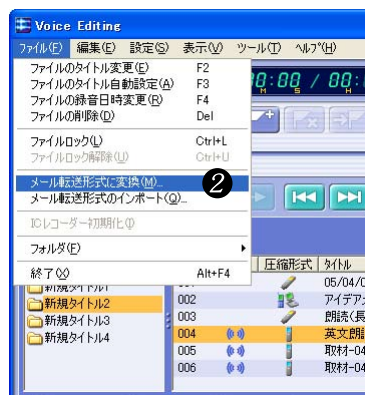 Voice Editing
ファイル(F) 編集(E) 設定(S) 表示(V) ツール(T) ヘルプ(H)
ファイルのタイトル変更(E) F2
ファイルのタイトル自動設定(A) F3
ファイルの録音日時変更(R) F4
ファイルの削除(D) Del
ファイルロック(L) Ctrl+L
ファイルロック解除(U) Ctrl+U
メール転送形式に変換(M)... 2
メール転送形式のインポート(Q)...
ICレコーダー初期化(I)
フォルダ(F)
終了(X) Alt+F4
圧縮形式 タイトル
新規タイトル1 05/04/0
新規タイトル2 002 アイデア
新規タイトル3 003 朗読(長
新規タイトル4 004 英文朗
005 取材-04
006 取材-04